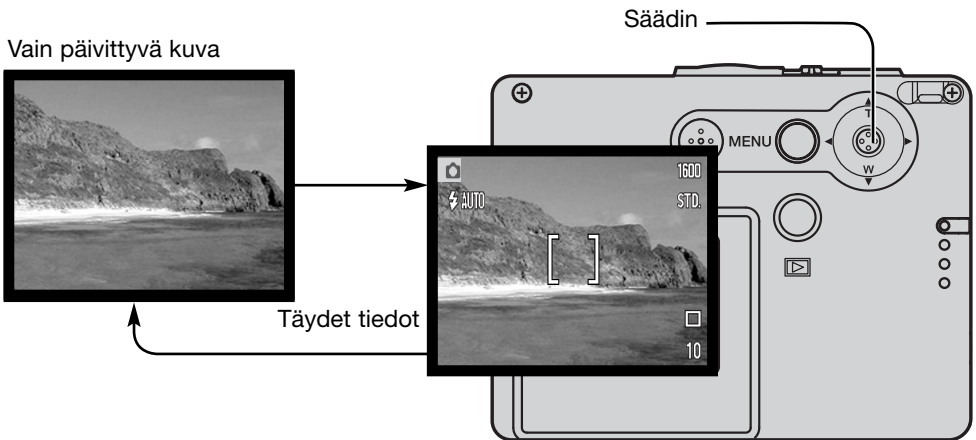 Säädin
Vain päivittyvä kuva
MENU
T
W
1600
AUTO
STD.
Täydet tiedot
10